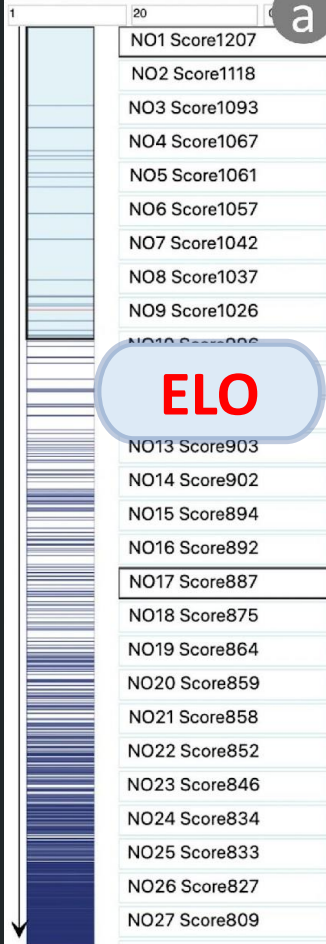 1
20
a
NO1 Score1207
NO2 Score1118
NO3 Score1093
NO4 Score1067
NO5 Score1061
NO6 Score1057
NO7 Score1042
NO8 Score1037
NO9 Score1026
ELO
NO13 Score903
NO14 Score902
NO15 Score894
NO16 Score892
NO17 Score887
NO18 Score875
NO19 Score864
NO20 Score859
NO21 Score858
NO22 Score852
NO23 Score846
NO24 Score834
NO25 Score833
NO26 Score827
NO27 Score809